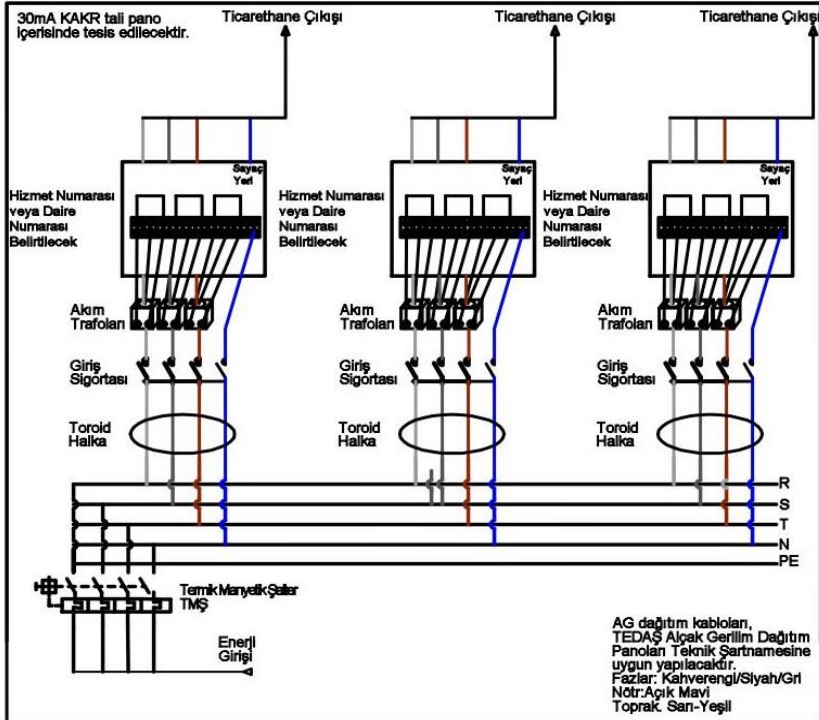 30mA KAKR tali pano
içerisinde tesis edilecektir.
Ticarethane Çıkışı
Ticarethane Çıkışı
Ticarethane Çıkışı
Sayaç
Yeri
Sayaç
Yeri
Sayaç
Yeri
Hizmet Numarası
veya Daire
Numarası
Belirtilecek
Hizmet Numarası
veya Daire
Numarası
Belirtilecek
Hizmet Numarası
veya Daire
Numarası
Belirtilecek
Akım
Trafoları
Akım
Trafoları
Akım
Trafoları
Giriş
Sigortası
Giriş
Sigortası
Giriş
Sigortası
Toroid
Halka
Toroid
Halka
Toroid
Halka
R
S
T
N
PE
Termik Manyetik Şalter
TMŞ
Enerji
Girişi
AG dağıtım kabloları,
TEDAŞ Alçak Gerilim Dağıtım
Panoları Teknik Şartnamesine
uygun yapılacaktır.
Fazlar: Kahverengi/Siyah/Gri
Nötr:Açık Mavi
Toprak. Sarı-Yeşil